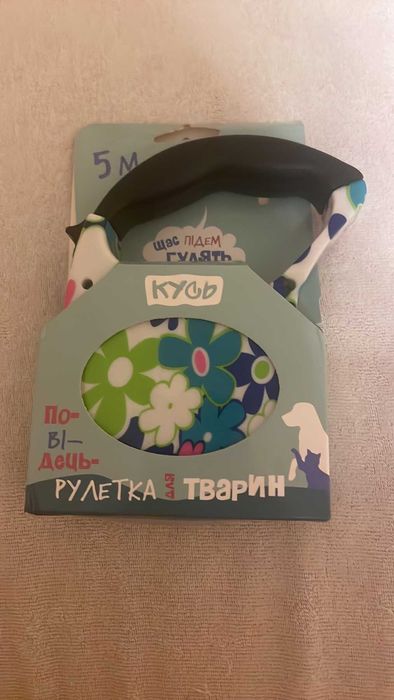 5 м
Щас підем
гулять
КУСЬ
По-
ві-
дець-
рулетка для тварин